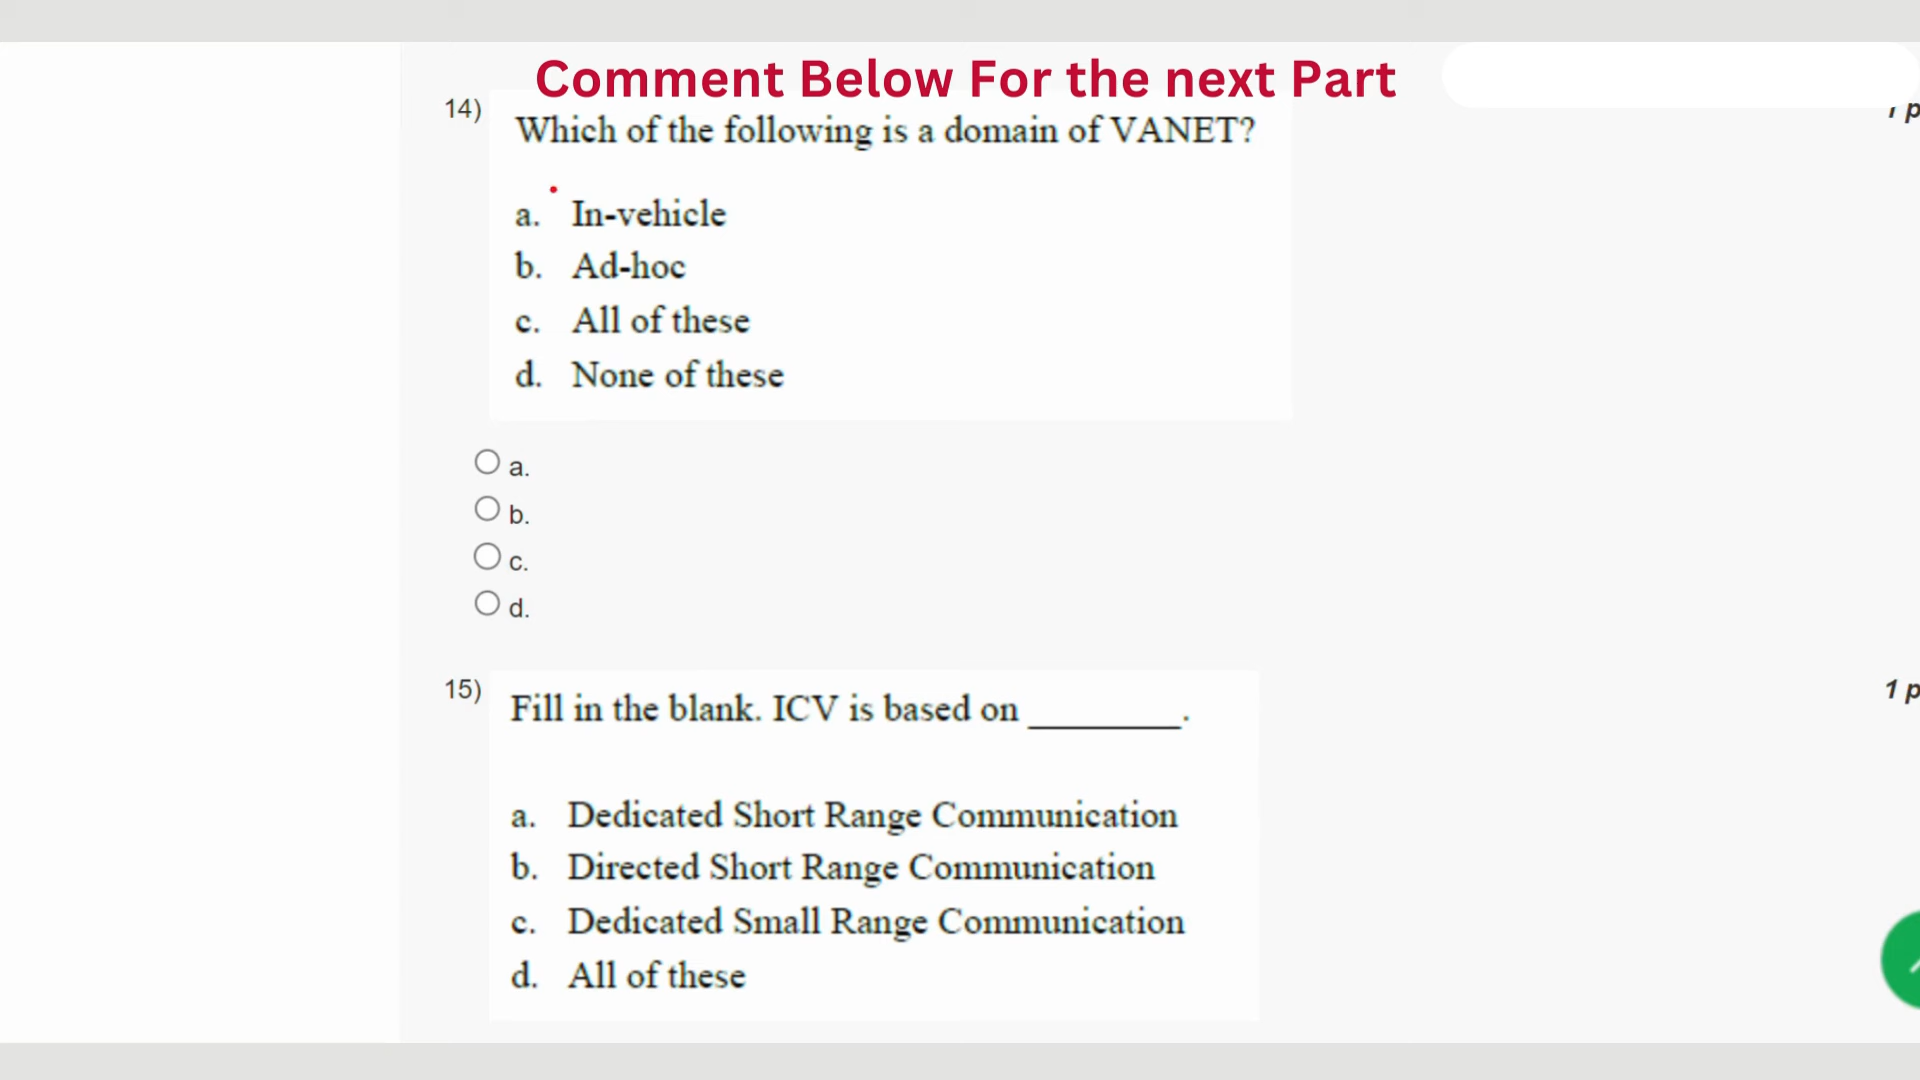 Comment Below For the next Part
14)
Which of the following is a domain of VANET?
a. In-vehicle
b. Ad-hoc
c. All of these
d. None of these
a.
b.
c.
d.
15)
1 p
Fill in the blank. ICV is based on ________.
a. Dedicated Short Range Communication
b. Directed Short Range Communication
c. Dedicated Small Range Communication
d. All of these